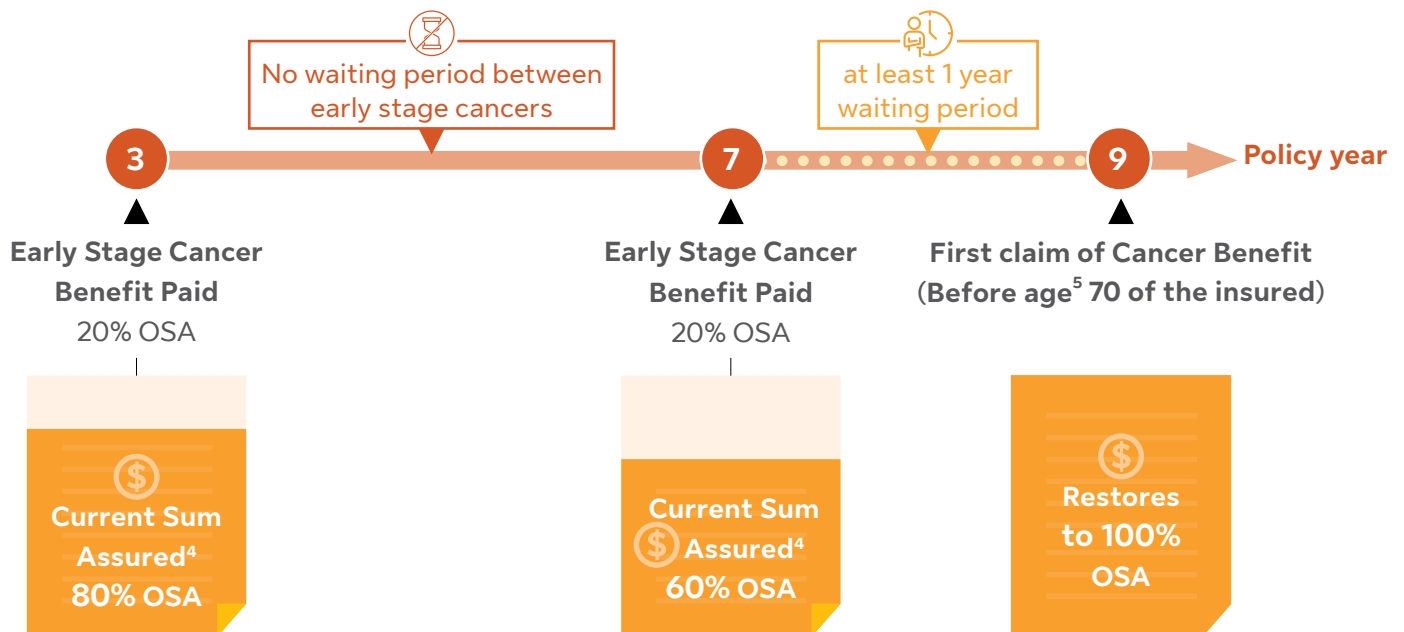 No waiting period between
early stage cancers
at least 1 year
waiting period
3
7
9
Policy year
Early Stage Cancer
Benefit Paid
20% OSA
Early Stage Cancer
Benefit Paid
20% OSA
First claim of Cancer Benefit
(Before age⁵ 70 of the insured)
$
Current Sum
Assured⁴
80% OSA
Current Sum
$ Assured⁴
60% OSA
$
Restores
to 100%
OSA